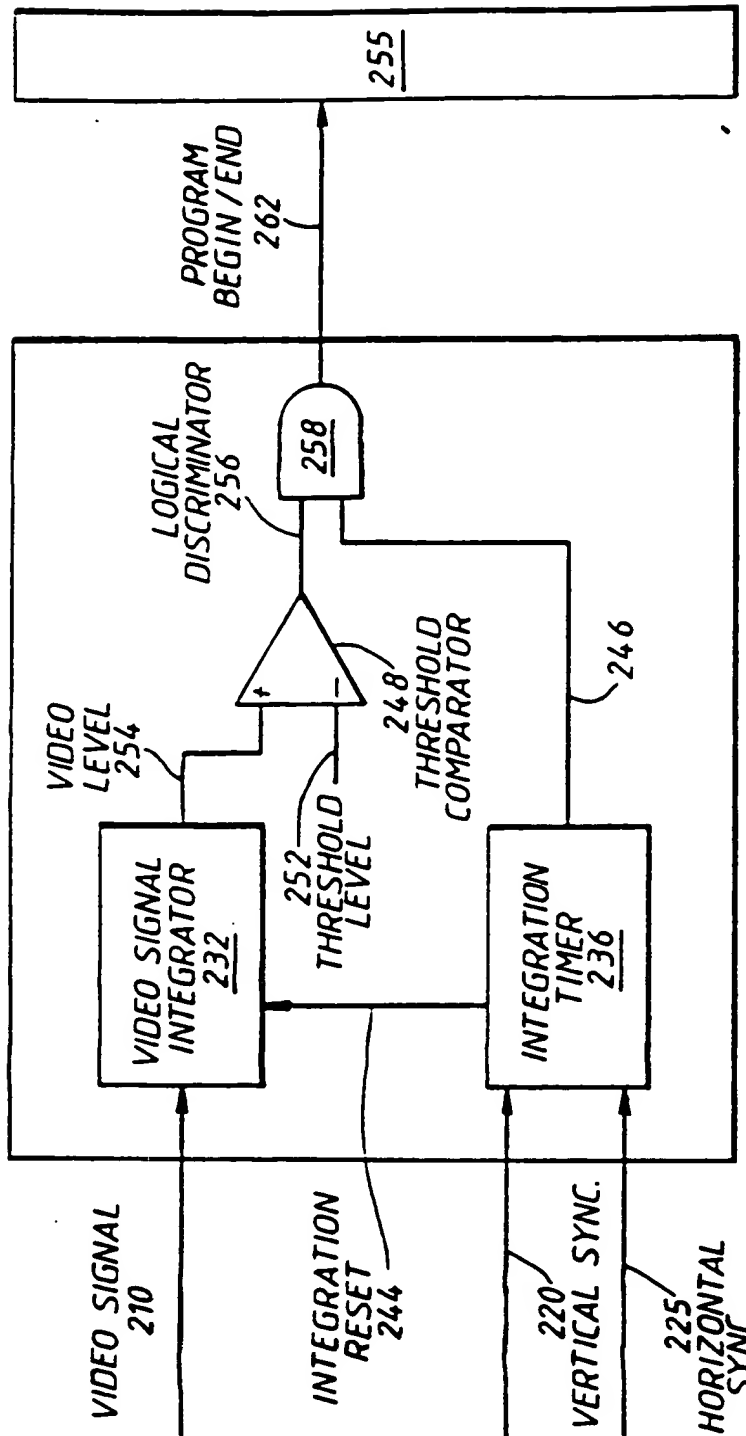 VIDEO SIGNAL
210
INTEGRATION
RESET
244
220
VERTICAL SYNC.
225
HORIZONTAL
SYNC
VIDEO SIGNAL
INTEGRATOR
232
INTEGRATION
TIMER
236
VIDEO
LEVEL
254
252
THRESHOLD
LEVEL
+
−
248
THRESHOLD
COMPARATOR
LOGICAL
DISCRIMINATOR
256
258
246
PROGRAM
BEGIN/END
262
255